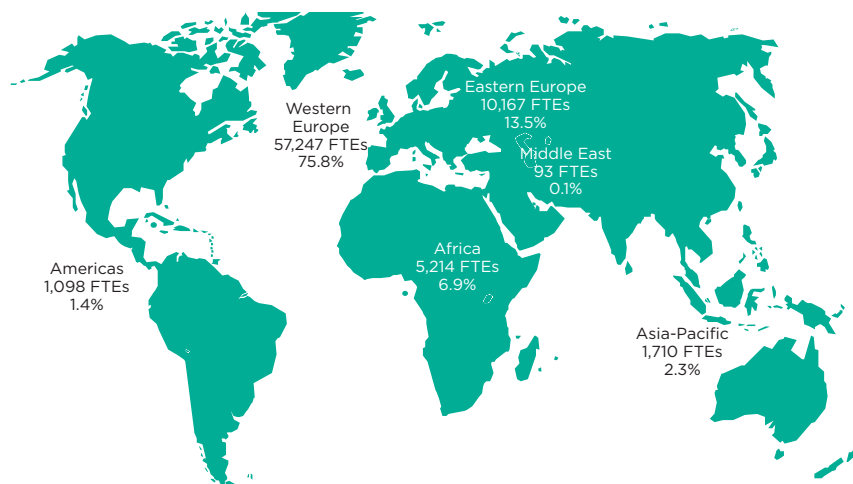 Western
Europe
57,247 FTEs
75.8%
Eastern Europe
10,167 FTEs
13.5%
Middle East
93 FTEs
0.1%
Africa
5,214 FTEs
6.9%
Americas
1,098 FTEs
1.4%
Asia-Pacific
1,710 FTEs
2.3%